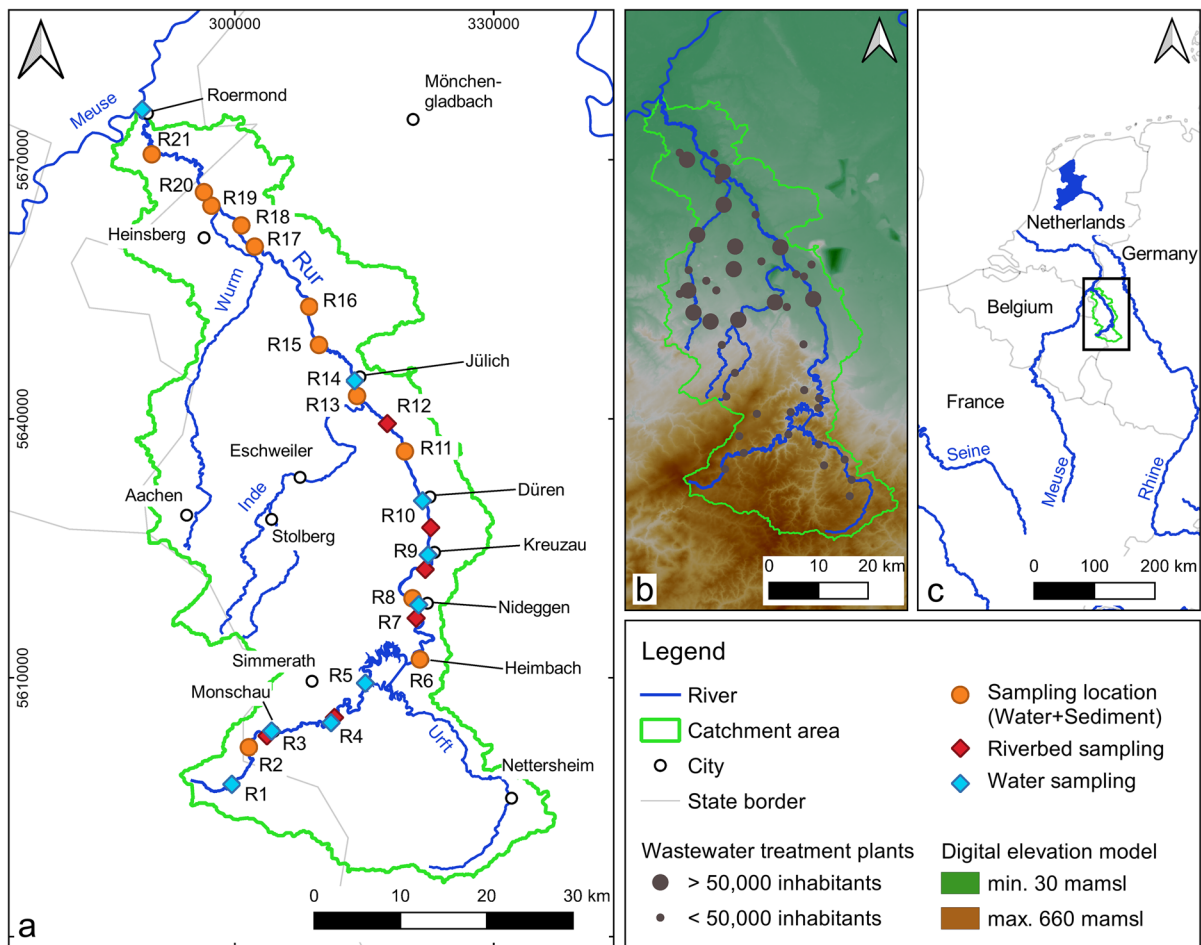 300000
330000
Meuse
Roermond
Mönchen-
gladbach
5670000
R21
R20
R19
R18
Heinsberg
R17
Rur
Wurm
R16
R15
Jülich
R14
R13
5640000
R12
Eschweiler
R11
Aachen
Inde
Düren
Stolberg
R10
Kreuzau
R9
R8
Nideggen
R7
Simmerath
Heimbach
5610000
R5
R6
Monschau
R4
R3
Urft
R2
Nettersheim
R1
0 10 20 30 km
a
0 10 20 km
b
Netherlands
Germany
Belgium
France
Seine
Meuse
Rhine
0 100 200 km
c
Legend
River
Catchment area
City
State border
Sampling location
(Water+Sediment)
Riverbed sampling
Water sampling
Wastewater treatment plants
> 50,000 inhabitants
< 50,000 inhabitants
Digital elevation model
min. 30 mamsl
max. 660 mamsl